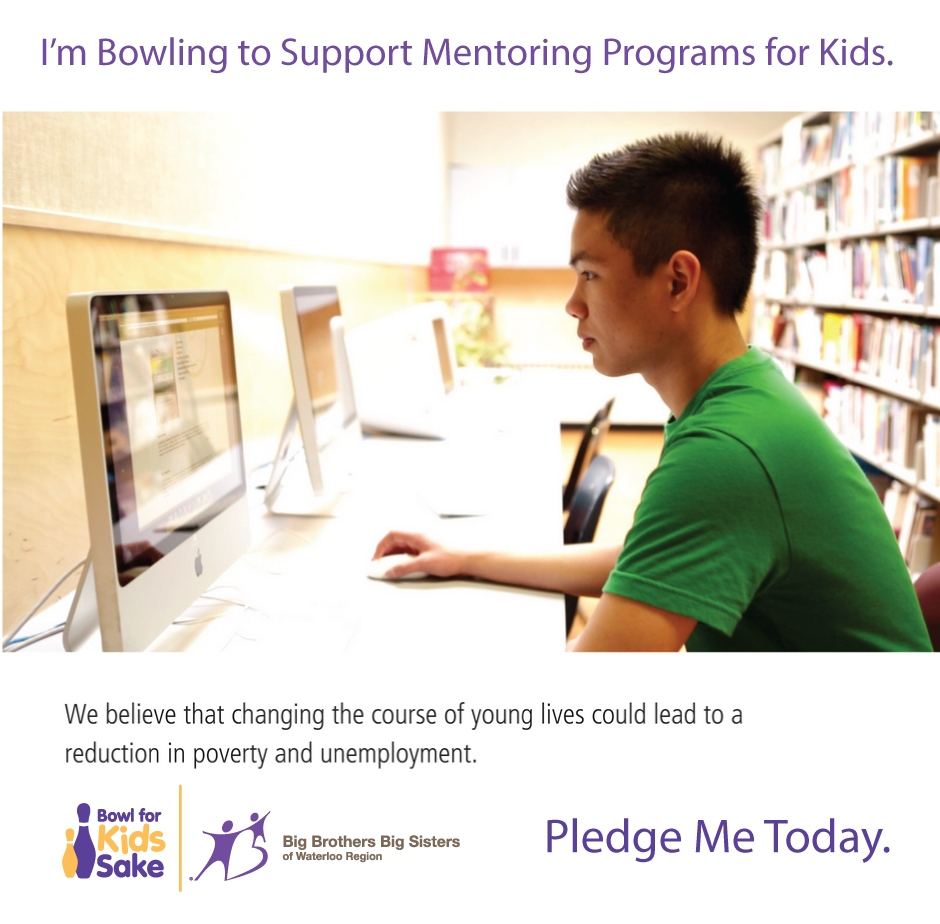 I'm Bowling to Support Mentoring Programs for Kids.
We believe that changing the course of young lives could lead to a
reduction in poverty and unemployment.
Bowl for
Kids
Sake
Big Brothers Big Sisters
of Waterloo Region
Pledge Me Today.